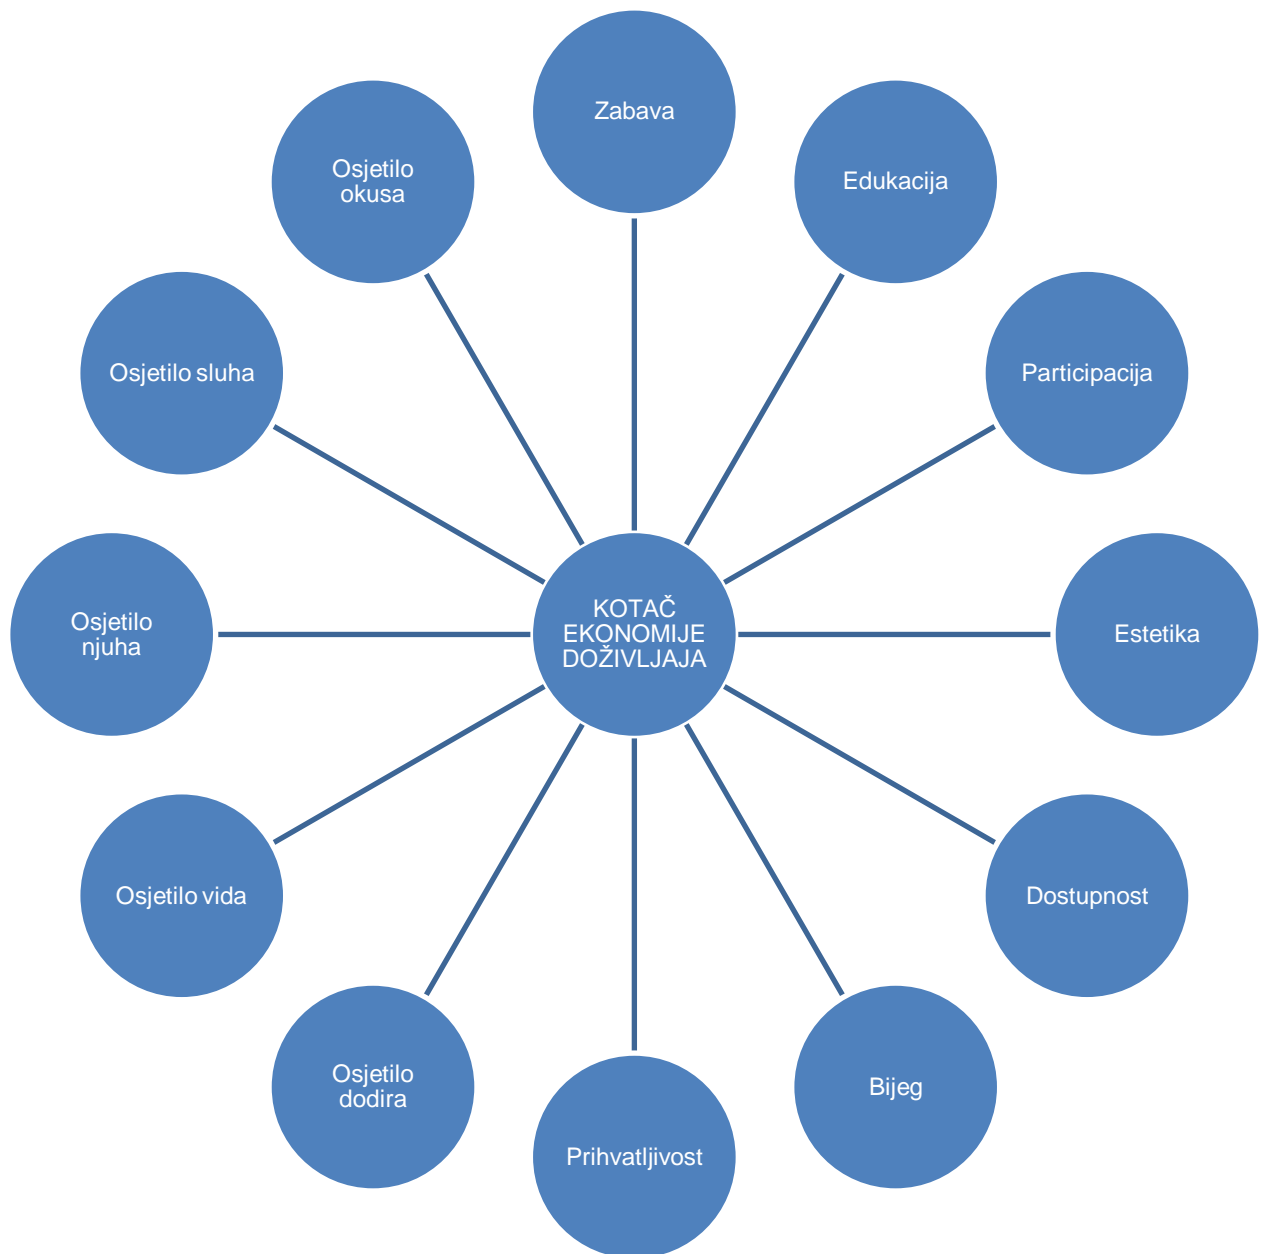 Zabava
Edukacija
Participacija
Estetika
Dostupnost
Bijeg
Prihvatljivost
Osjetilo
dodira
Osjetilo vida
Osjetilo
njuha
Osjetilo sluha
Osjetilo
okusa
KOTAČ
EKONOMIJE
DOŽIVLJAJA